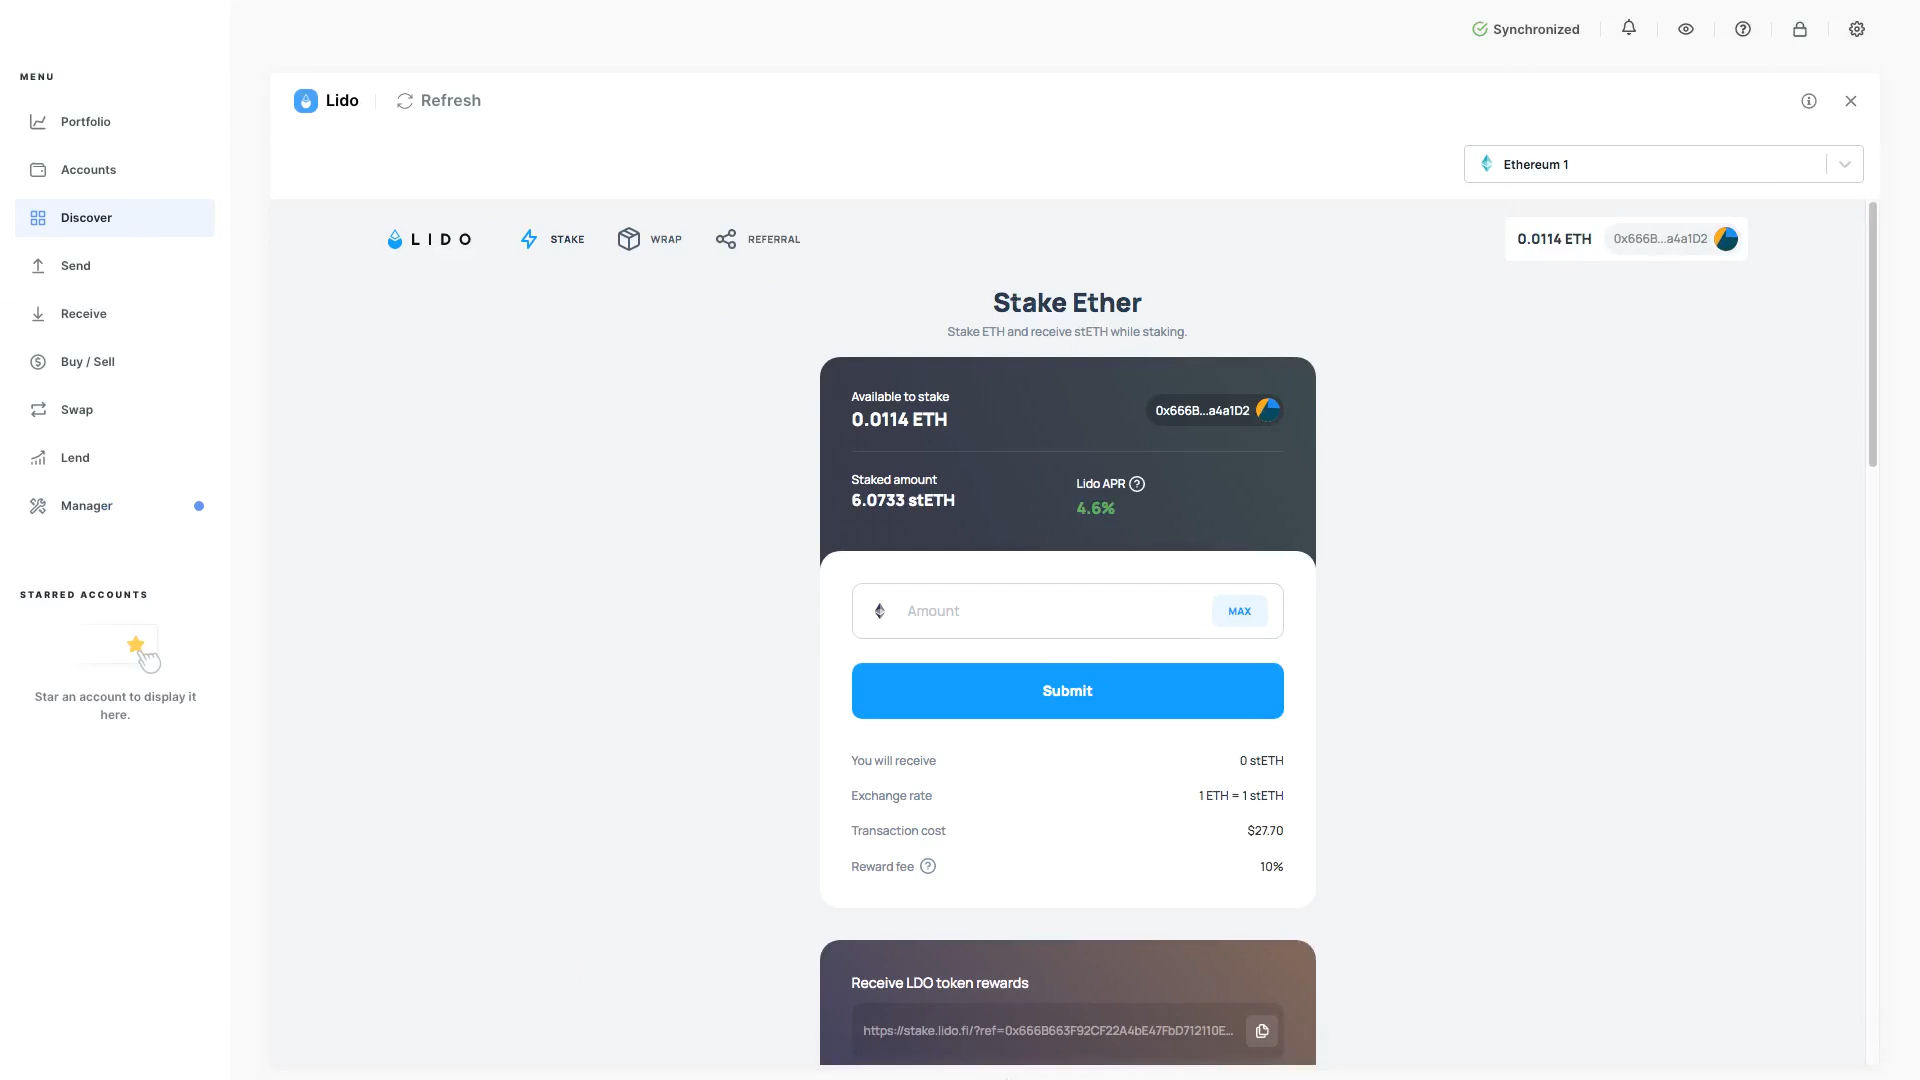 Synchronized
MENU
Portfolio
Accounts
Discover
Send
Receive
Buy / Sell
Swap
Lend
Manager
STARRED ACCOUNTS
Star an account to display it
here.
Lido
Refresh
Ethereum 1
LIDO
STAKE
WRAP
REFERRAL
0.0114 ETH
0x666B...a4a1D2
Stake Ether
Stake ETH and receive stETH while staking.
Available to stake
0.0114 ETH
0x666B...a4a1D2
Staked amount
6.0733 stETH
Lido APR
4.6%
Amount
MAX
Submit
You will receive
0 stETH
Exchange rate
1 ETH = 1 stETH
Transaction cost
$27.70
Reward fee
10%
Receive LDO token rewards
https://stake.lido.fi/?ref=0x666B663F92CF22A4bE47FbD712110E...